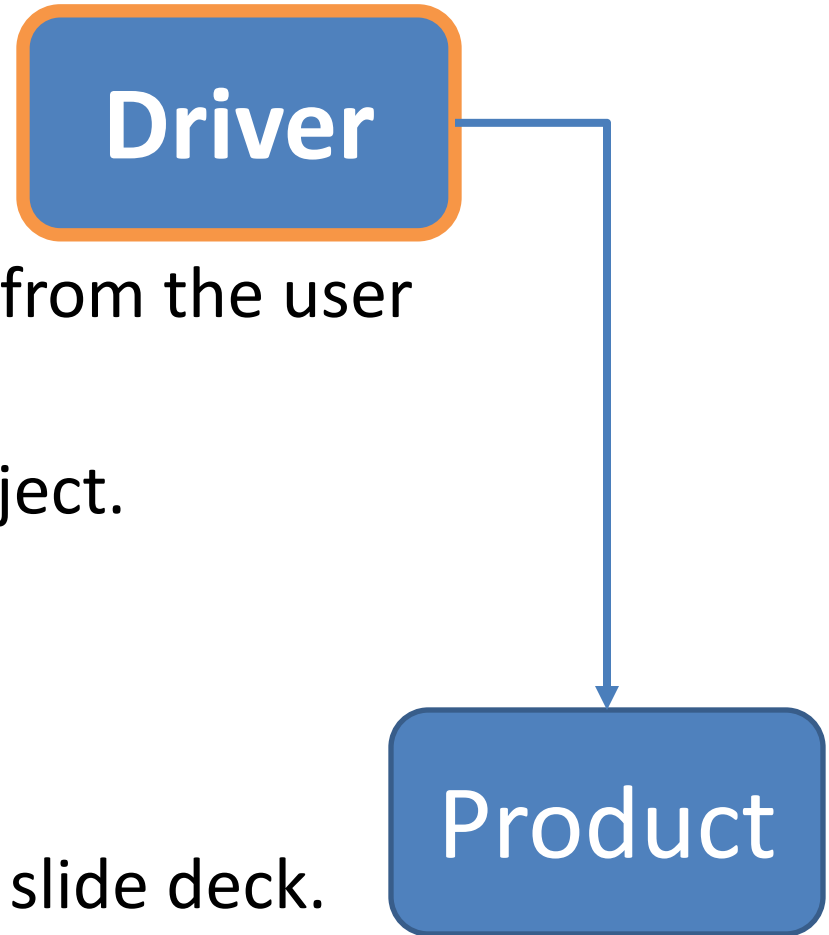 Driver
from the user
ject.
Product
slide deck.